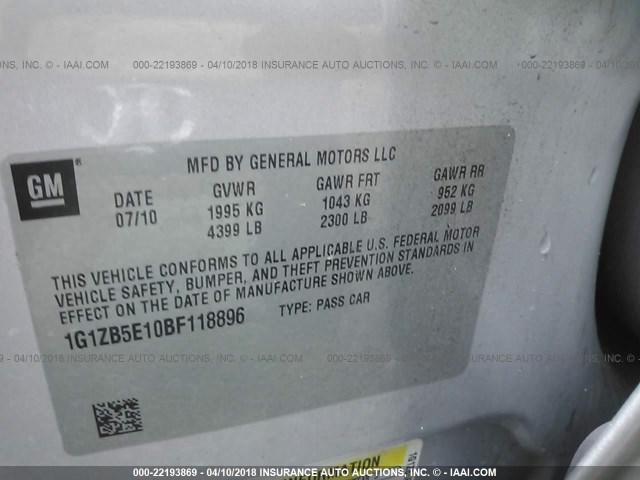 000-22193869 - 04/10/2018 INSURANCE AUTO AUCTIONS, INC. © - IAAI.COM
GM
®
MFD BY GENERAL MOTORS LLC
DATE GVWR GAWR FRT GAWR RR
07/10 1995 KG 1043 KG 952 KG
4399 LB 2300 LB 2099 LB
THIS VEHICLE CONFORMS TO ALL APPLICABLE U.S. FEDERAL MOTOR
VEHICLE SAFETY, BUMPER, AND THEFT PREVENTION STANDARDS IN
EFFECT ON THE DATE OF MANUFACTURE SHOWN ABOVE.
1G1ZB5E10BF118896 TYPE: PASS CAR
000-22193869 - 04/10/2018 INSURANCE AUTO AUCTIONS, INC. © - IAAI.COM
000-22193869 - 04/10/2018 INSURANCE AUTO AUCTIONS, INC. © - IAAI.COM